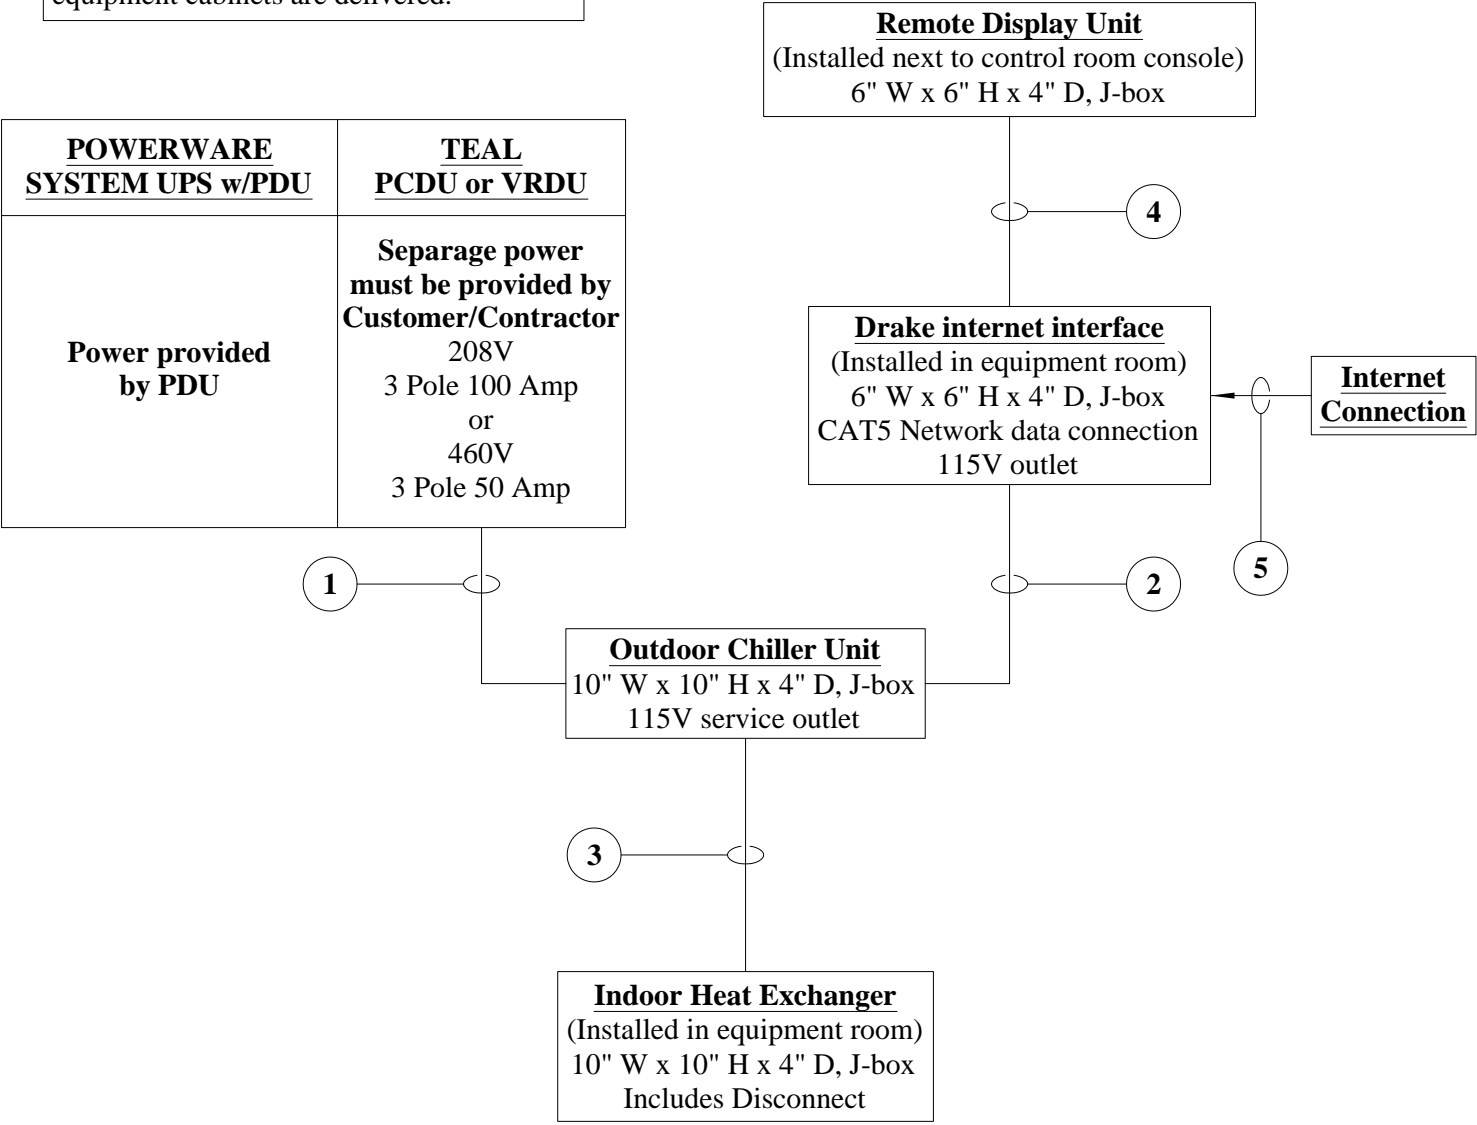 equipment cabinets are delivered.
Remote Display Unit
(Installed next to control room console)
6" W x 6" H x 4" D, J-box
POWERWARE
SYSTEM UPS w/PDU
TEAL
PCDU or VRDU
Power provided
by PDU
Separage power
must be provided by
Customer/Contractor
208V
3 Pole 100 Amp
or
460V
3 Pole 50 Amp
4
Drake internet interface
(Installed in equipment room)
6" W x 6" H x 4" D, J-box
CAT5 Network data connection
115V outlet
Internet
Connection
1
2
5
Outdoor Chiller Unit
10" W x 10" H x 4" D, J-box
115V service outlet
3
Indoor Heat Exchanger
(Installed in equipment room)
10" W x 10" H x 4" D, J-box
Includes Disconnect